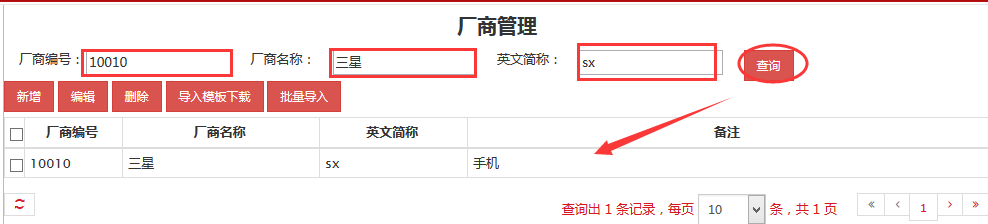 厂商管理
厂商编号：10010 厂商名称：三星 英文简称：sx 查询
新增 编辑 删除 导入模板下载 批量导入
厂商编号 厂商名称 英文简称 备注
10010 三星 sx 手机
查询出 1 条记录，每页 10 条，共 1 页 « ‹ 1 › »